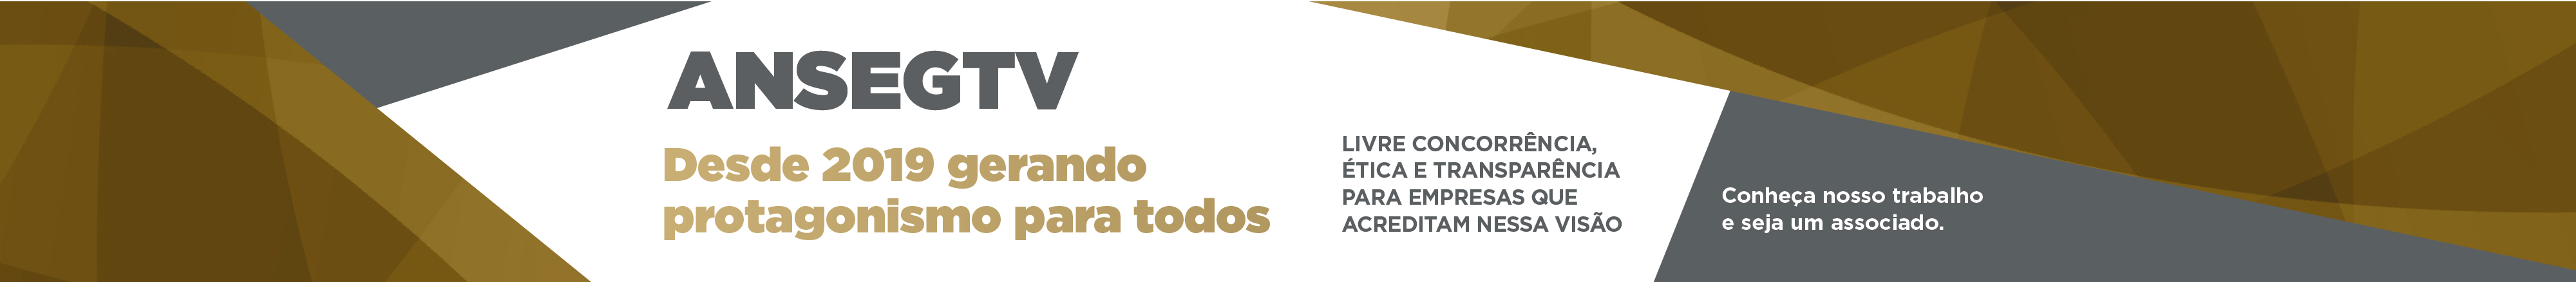 ANSEGTV
Desde 2019 gerando
protagonismo para todos
LIVRE CONCORRÊNCIA,
ÉTICA E TRANSPARÊNCIA
PARA EMPRESAS QUE
ACREDITAM NESSA VISÃO
Conheça nosso trabalho
e seja um associado.